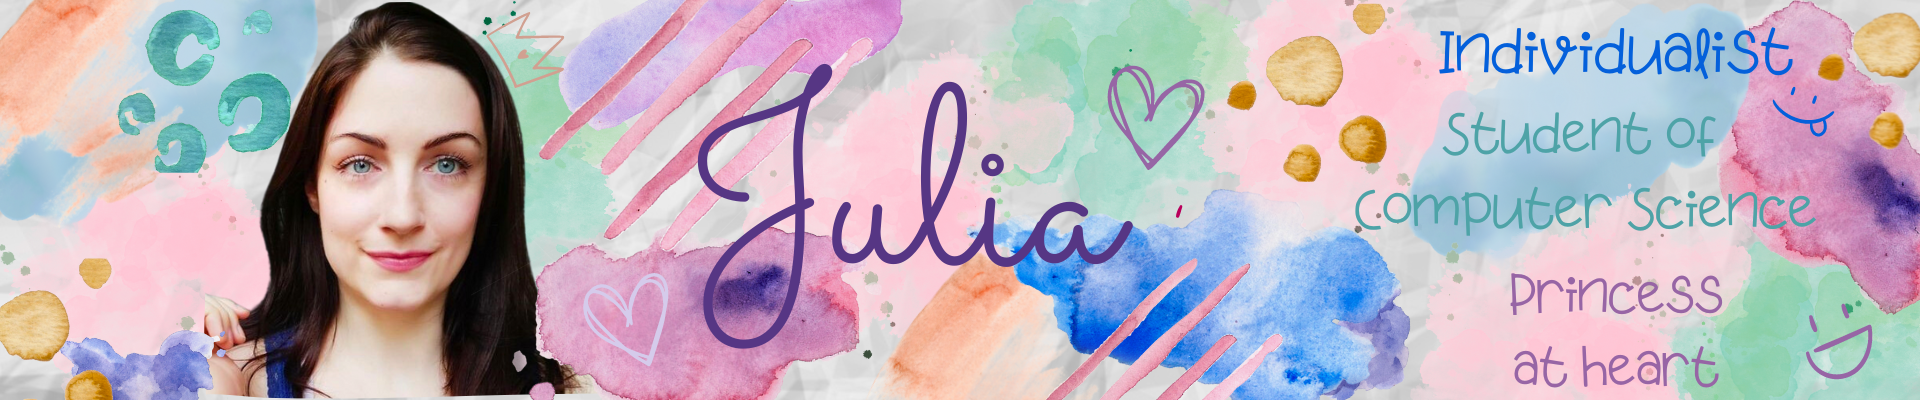 Julia
Individualist
Student of
Computer Science
Princess
at heart